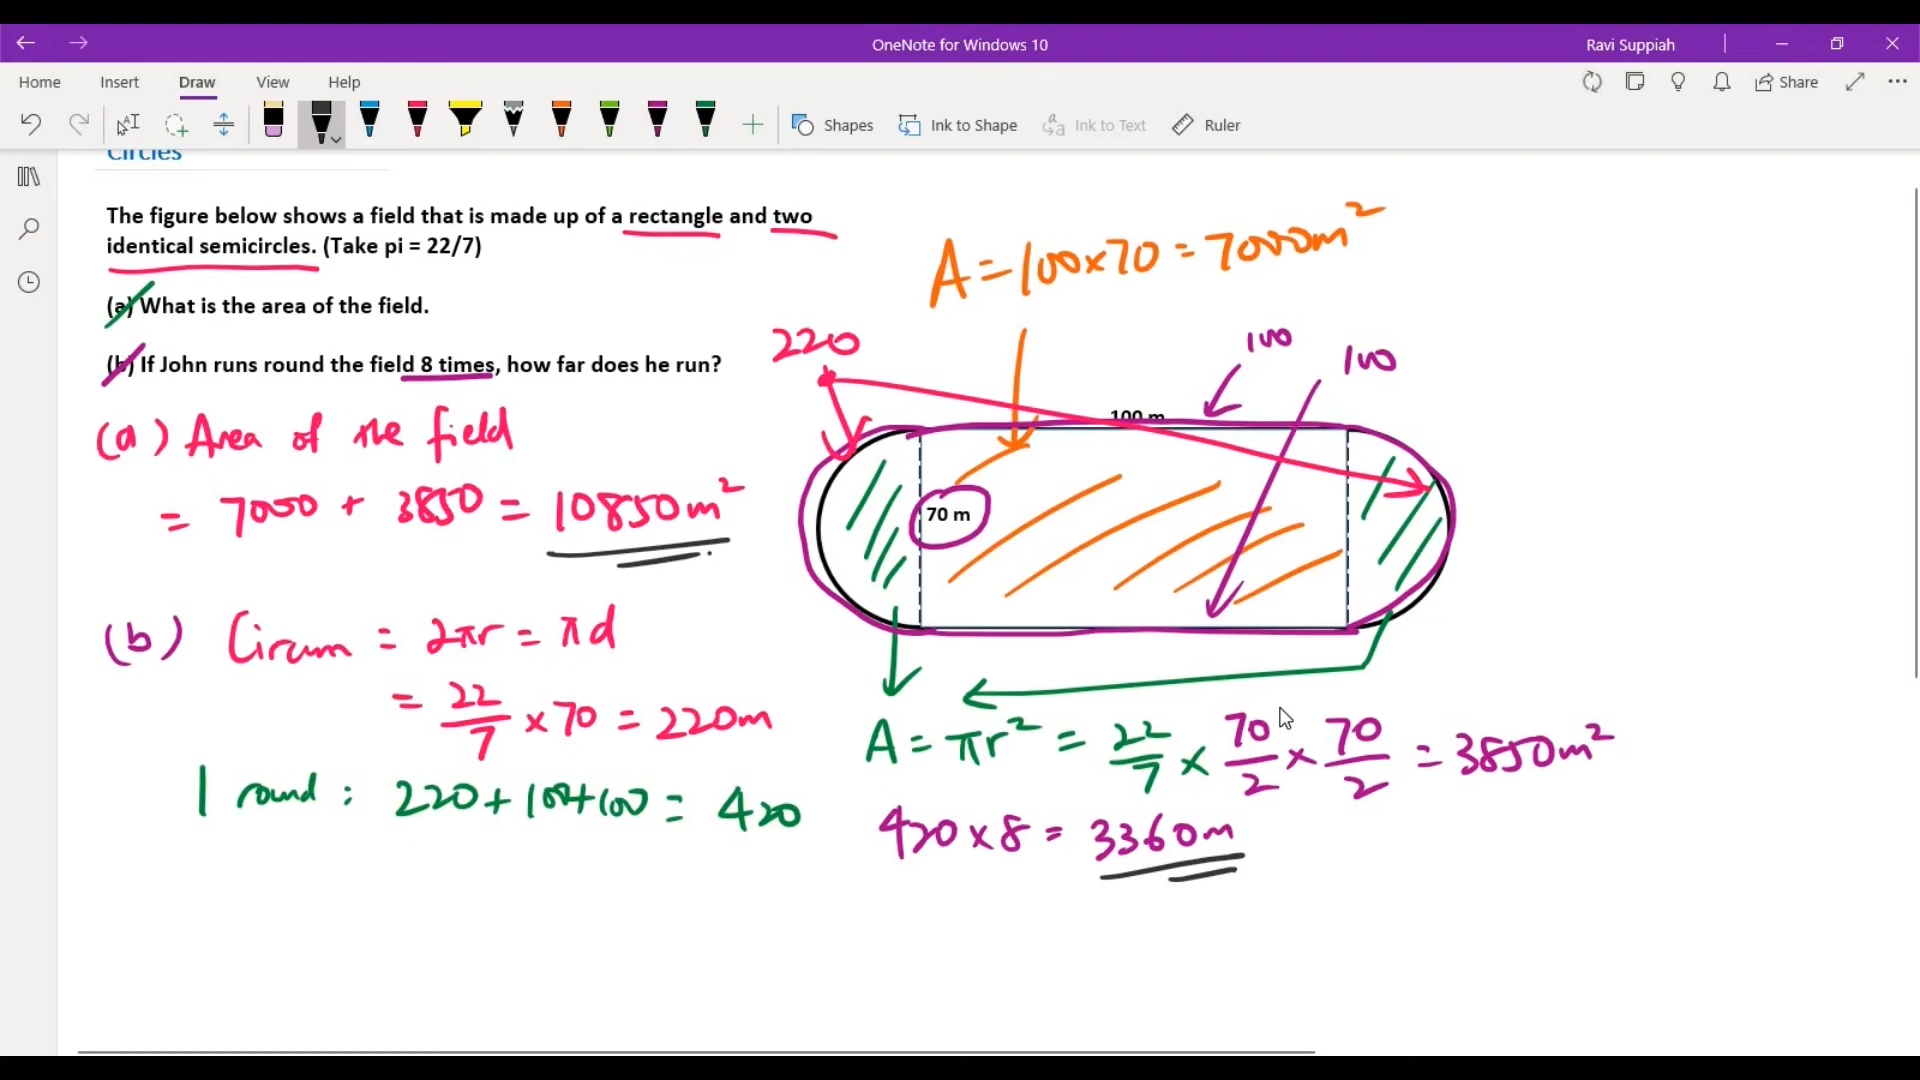 OneNote for Windows 10
Ravi Suppiah
Home Insert Draw View Help
Share
Shapes Ink to Shape Ink to Text Ruler
Circles
The figure below shows a field that is made up of a rectangle and two
identical semicircles. (Take pi = 22/7)
(a) What is the area of the field.
(b) If John runs round the field 8 times, how far does he run?
(a) Area of the field
= 7000 + 3850 = 10850m²
(b) Circum = 2πr = πd
= 22/7 × 70 = 220m
1 round : 220 + 100 + 100 = 420
A = 100 × 70 = 7000m²
220
100
100
100 m
70 m
A = πr² = 22/7 × 70/2 × 70/2 = 3850m²
420 × 8 = 3360m